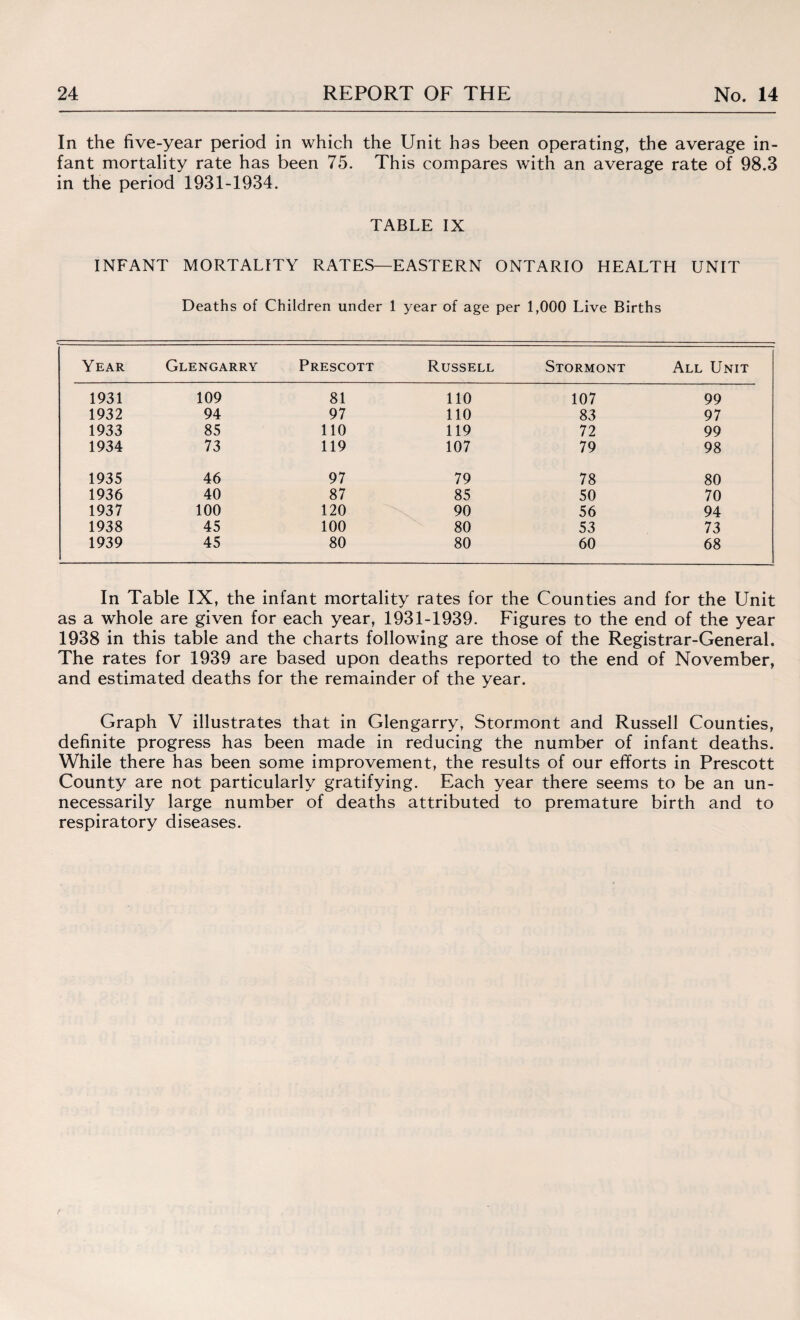 24 REPORT OF THE No. 14
In the five-year period in which the Unit has been operating, the average in-
fant mortality rate has been 75. This compares with an average rate of 98.3
in the period 1931-1934.
TABLE IX
INFANT MORTALITY RATES—EASTERN ONTARIO HEALTH UNIT
Deaths of Children under 1 year of age per 1,000 Live Births
YEAR GLENGARRY PRESCOTT RUSSELL STORMONT ALL UNIT
1931 109 81 110 107 99
1932 94 97 110 83 97
1933 85 110 119 72 99
1934 73 119 107 79 98
1935 46 97 79 78 80
1936 40 87 85 50 70
1937 100 120 90 56 94
1938 45 100 80 53 73
1939 45 80 80 60 68
In Table IX, the infant mortality rates for the Counties and for the Unit
as a whole are given for each year, 1931-1939. Figures to the end of the year
1938 in this table and the charts following are those of the Registrar-General.
The rates for 1939 are based upon deaths reported to the end of November,
and estimated deaths for the remainder of the year.
Graph V illustrates that in Glengarry, Stormont and Russell Counties,
definite progress has been made in reducing the number of infant deaths.
While there has been some improvement, the results of our efforts in Prescott
County are not particularly gratifying. Each year there seems to be an un-
necessarily large number of deaths attributed to premature birth and to
respiratory diseases.